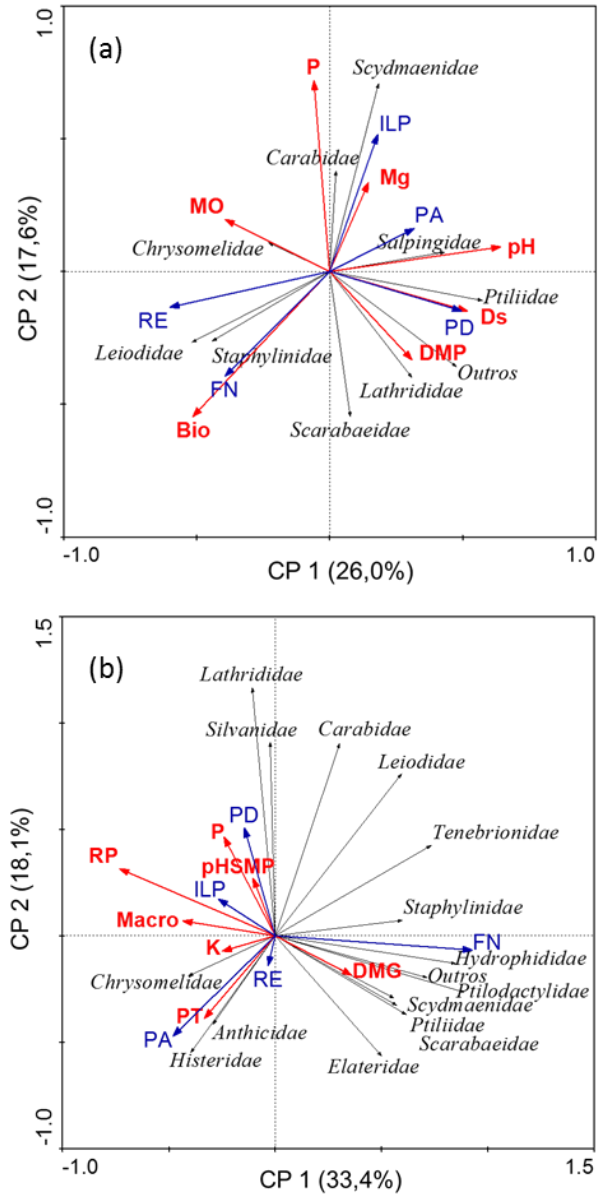 1.0
(a)
P
Scydmaenidae
ILP
Carabidae
Mg
MO
PA
Chrysomelidae
Salpingidae
pH
CP 2 (17,6%)
RE
Ptiliidae
Ds
PD
Leiodidae
Staphylinidae
DMP
Outros
FN
Lathrididae
Bio
Scarabaeidae
-1.0
-1.0
1.0
CP 1 (26,0%)
1.5
(b)
Lathrididae
Silvanidae
Carabidae
Leiodidae
PD
P
Tenebrionidae
RP
pHSMP
ILP
CP 2 (18,1%)
Macro
Staphylinidae
K
FN
Hydrophididae
RE
DMG
Outros
Chrysomelidae
Ptilodactylidae
Scydmaenidae
PT
Ptiliidae
PA
Anthicidae
Scarabaeidae
Histeridae
Elateridae
-1.0
-1.0
1.5
CP 1 (33,4%)